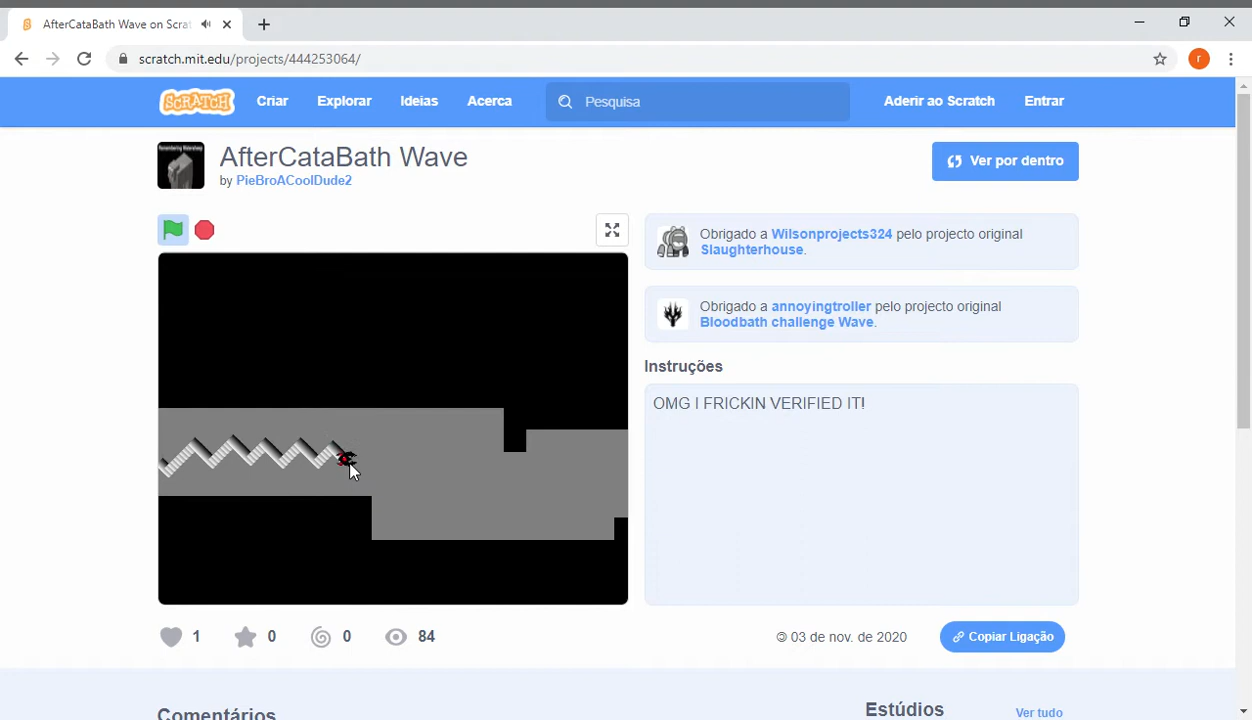 AfterCataBath Wave on Scra
scratch.mit.edu/projects/444253064/
r
SCRATCH
Criar
Explorar
Ideias
Acerca
Pesquisa
Aderir ao Scratch
Entrar
AfterCataBath Wave
by PieBroACoolDude2
Ver por dentro
Obrigado a Wilsonprojects324 pelo projecto original
Slaughterhouse.
Obrigado a annoyingtroller pelo projecto original
Bloodbath challenge Wave.
Instruções
OMG I FRICKIN VERIFIED IT!
1
0
0
84
© 03 de nov. de 2020
Copiar Ligação
Comentários
Estúdios
Ver tudo